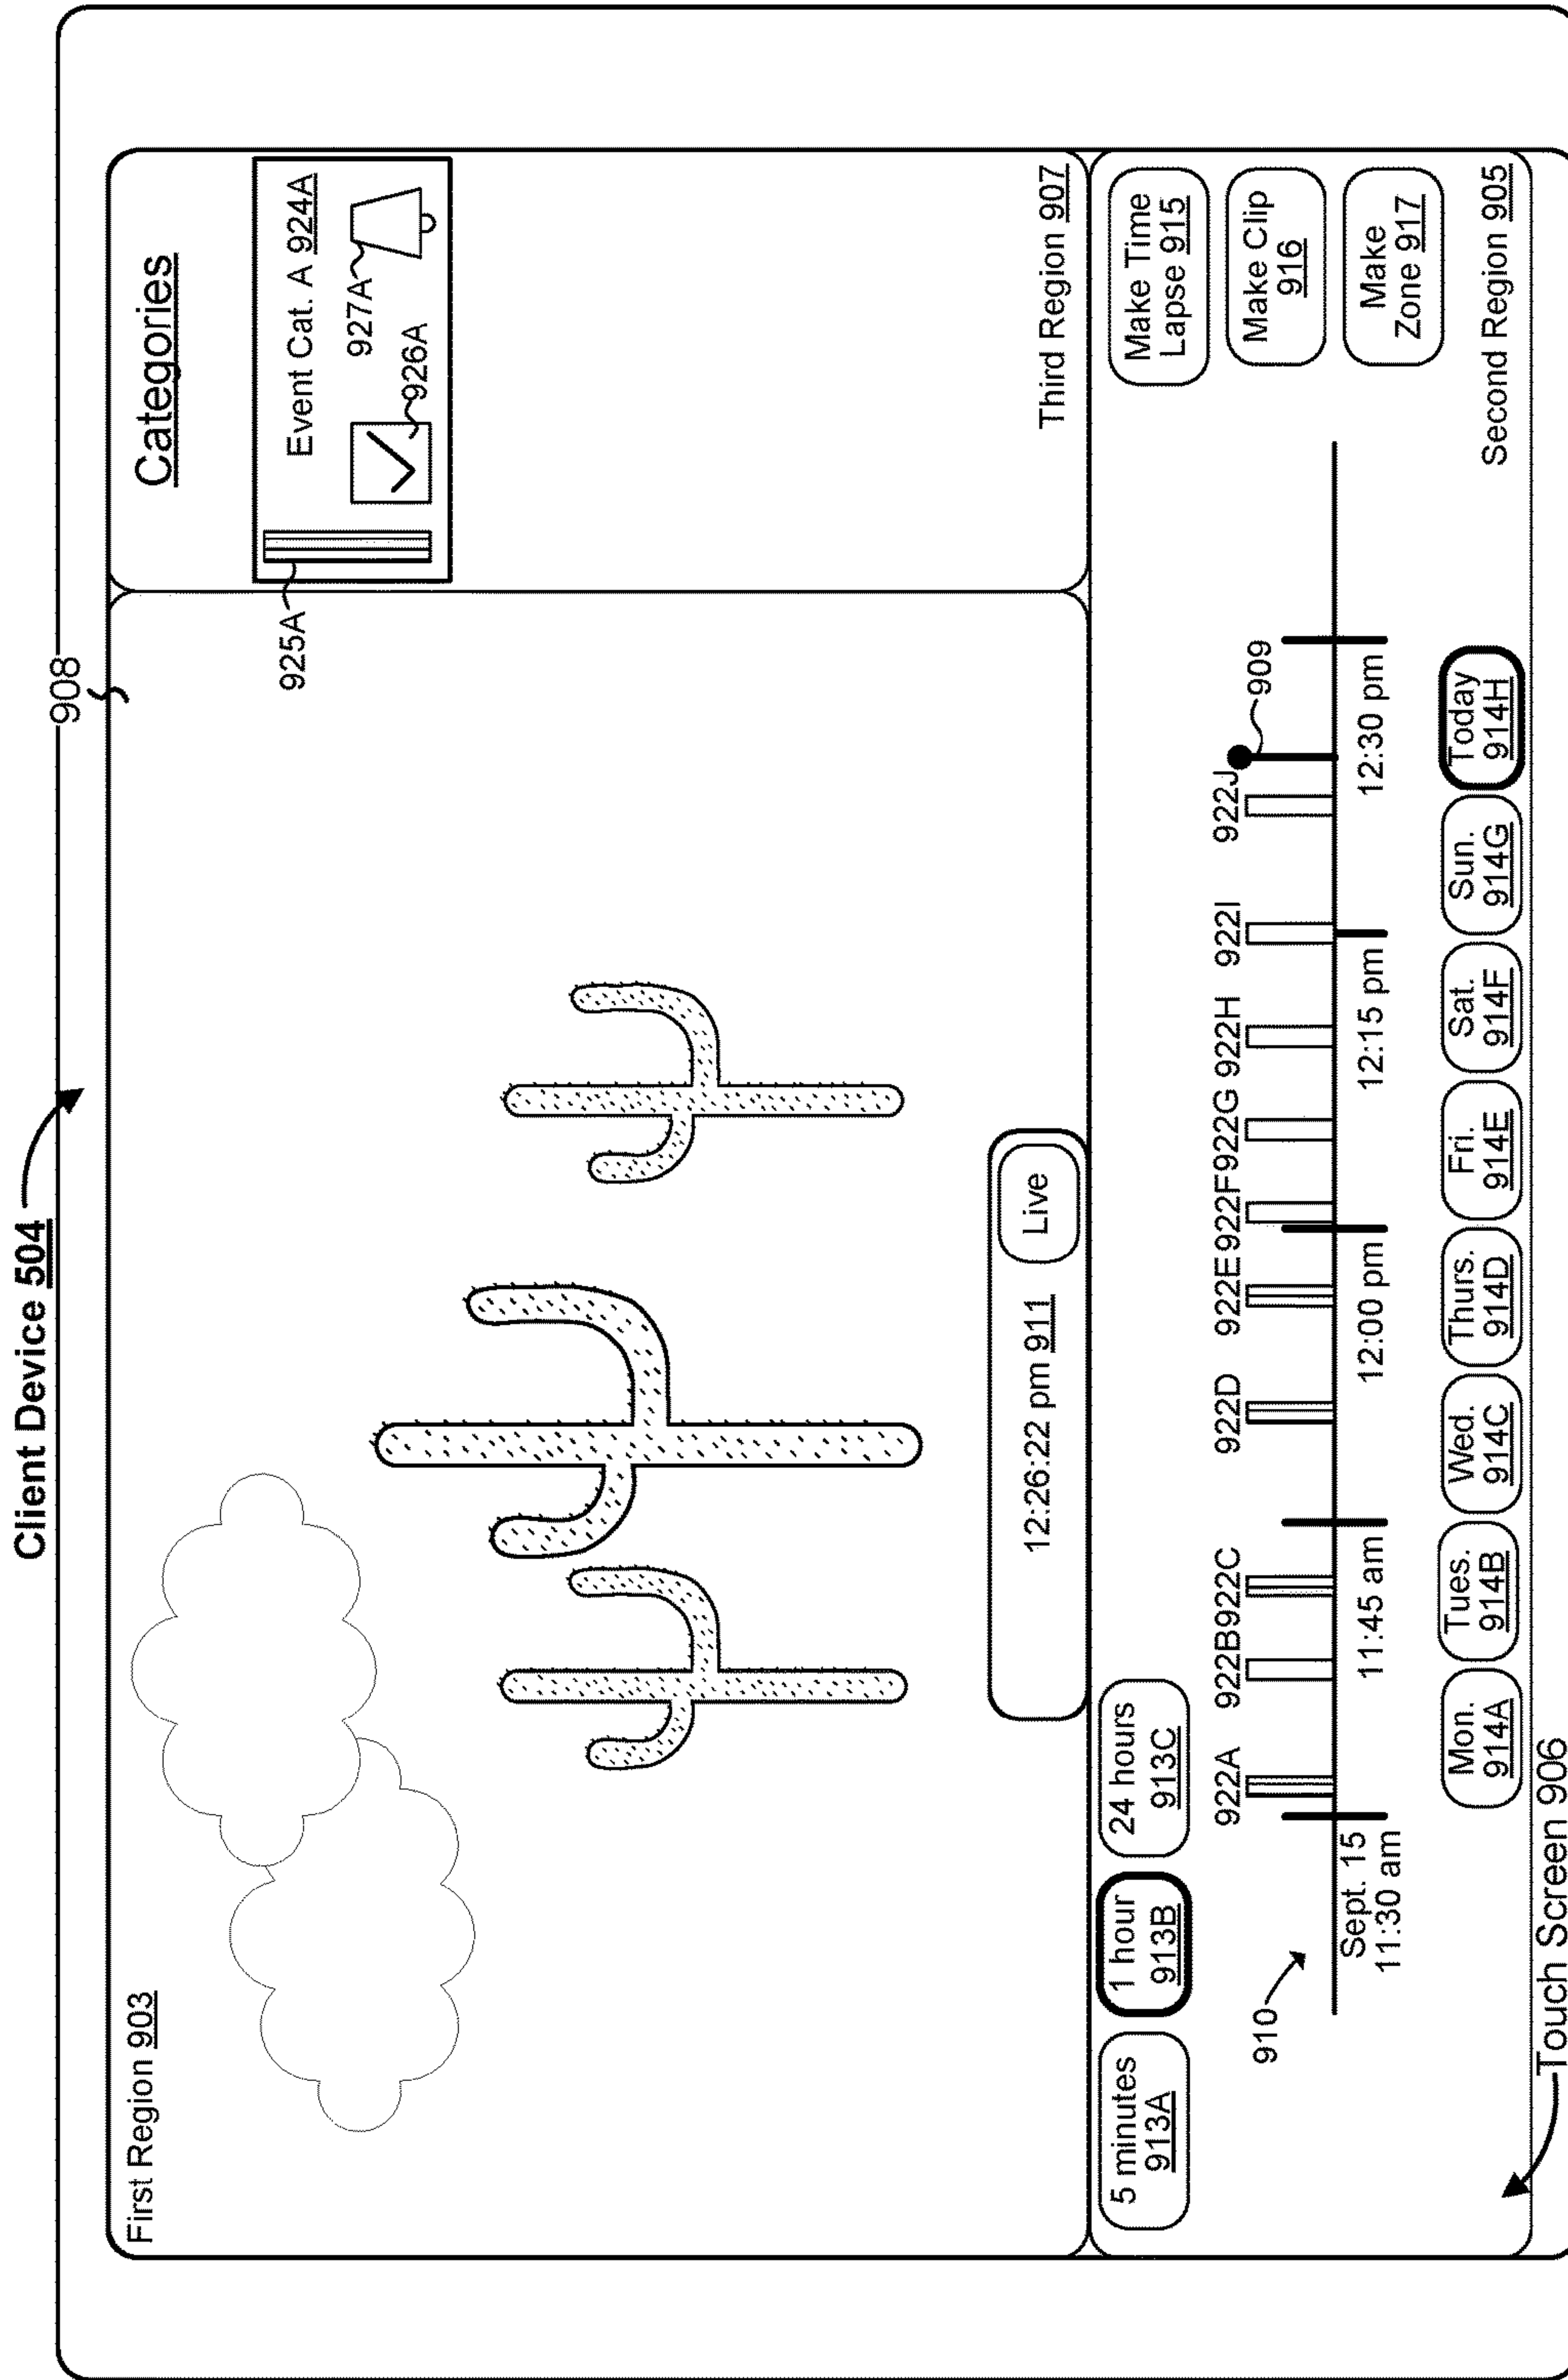 Client Device 504
908
First Region 903
Categories
925A
Event Cat. A 924A
927A
926A
12:26:22 pm 911
Live
Third Region 907
5 minutes
913A
1 hour
913B
24 hours
913C
Make Time
Lapse 915
Make Clip
916
Make
Zone 917
910
922A
922B
922C
922D
922E
922F
922G
922H
922I
922J
909
Sept. 15
11:30 am
11:45 am
12:00 pm
12:15 pm
12:30 pm
Mon.
914A
Tues.
914B
Wed.
914C
Thurs.
914D
Fri.
914E
Sat.
914F
Sun.
914G
Today
914H
Second Region 905
Touch Screen 906